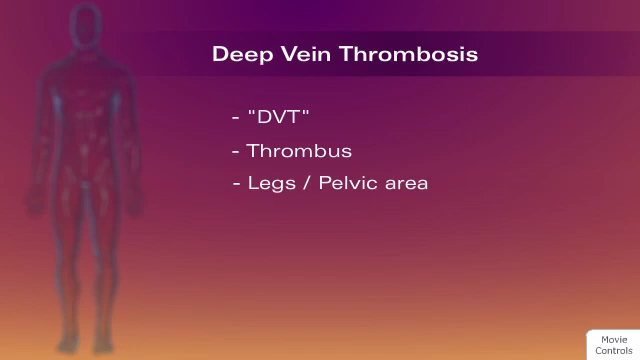 Deep Vein Thrombosis
- "DVT"
- Thrombus
- Legs / Pelvic area
Movie
Controls